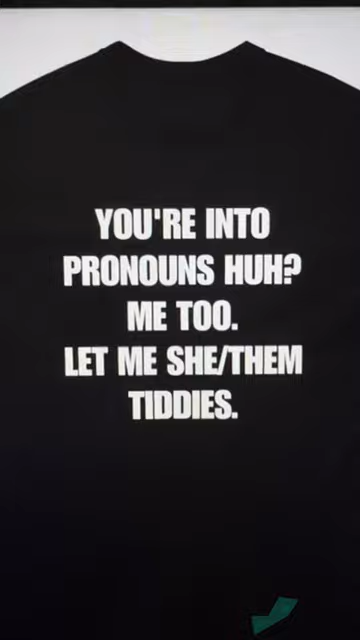 YOU'RE INTO
PRONOUNS HUH?
ME TOO.
LET ME SHE/THEM
TIDDIES.